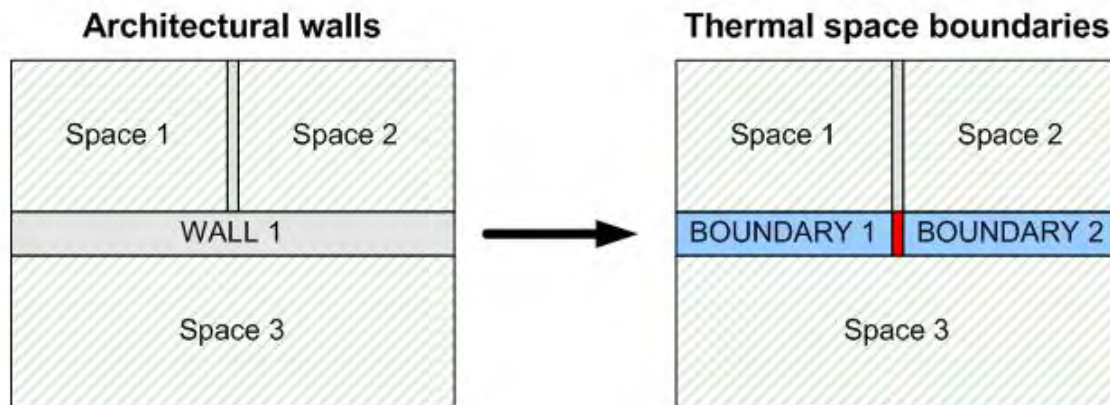 Architectural walls
Thermal space boundaries
Space 1
Space 2
WALL 1
Space 3
Space 1
Space 2
BOUNDARY 1
BOUNDARY 2
Space 3